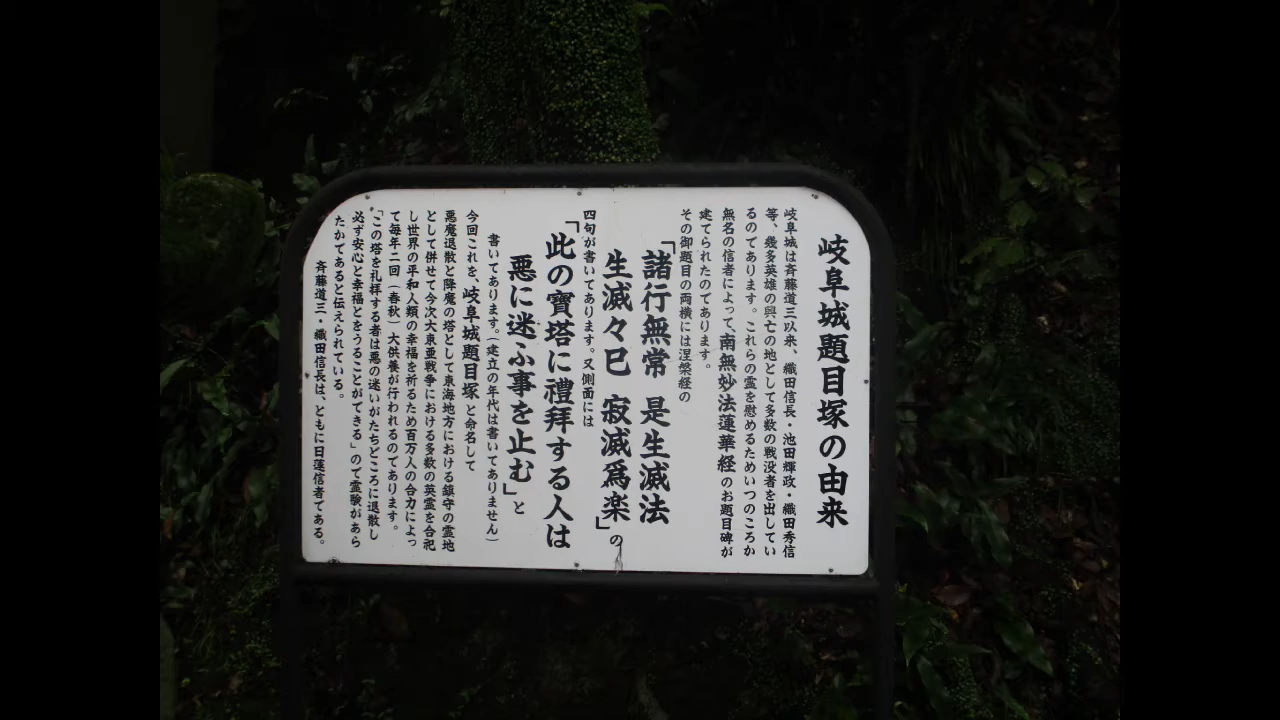 岐阜城題目塚の由来
岐阜城は斉藤道三以来、織田信長・池田輝政・織田秀信
等、幾多英雄の興亡の地として多数の戦没者を出してい
るのであります。これらの霊を慰めるためいつのころか
無名の信者によって、南無妙法蓮華経のお題目碑が
建てられたのであります。
その御題目の両横には涅槃経の
「諸行無常 是生滅法
生滅々巳 寂滅爲楽」の
四句が書いてあります。又側面には
「此の寶塔に禮拜する人は
悪に迷ふ事を止む」と
書いてあります。(建立の年代は書いてありません)
今回これを、岐阜城題目塚と命名して
悪魔退散と降魔の塔として東海地方における鎮守の霊地
として併せて今次大東亜戦争における多数の英霊を合祀
し世界の平和人類の幸福を祈るため百万人の合力によっ
て毎年二回(春秋)大供養が行われるのであります。
「この塔を礼拝する者は悪の迷いがたちどころに退散し
必ず安心と幸福とをうることができる」ので霊験があら
たかであると伝えられている。
斉藤道三・織田信長は、ともに日蓮信者である。